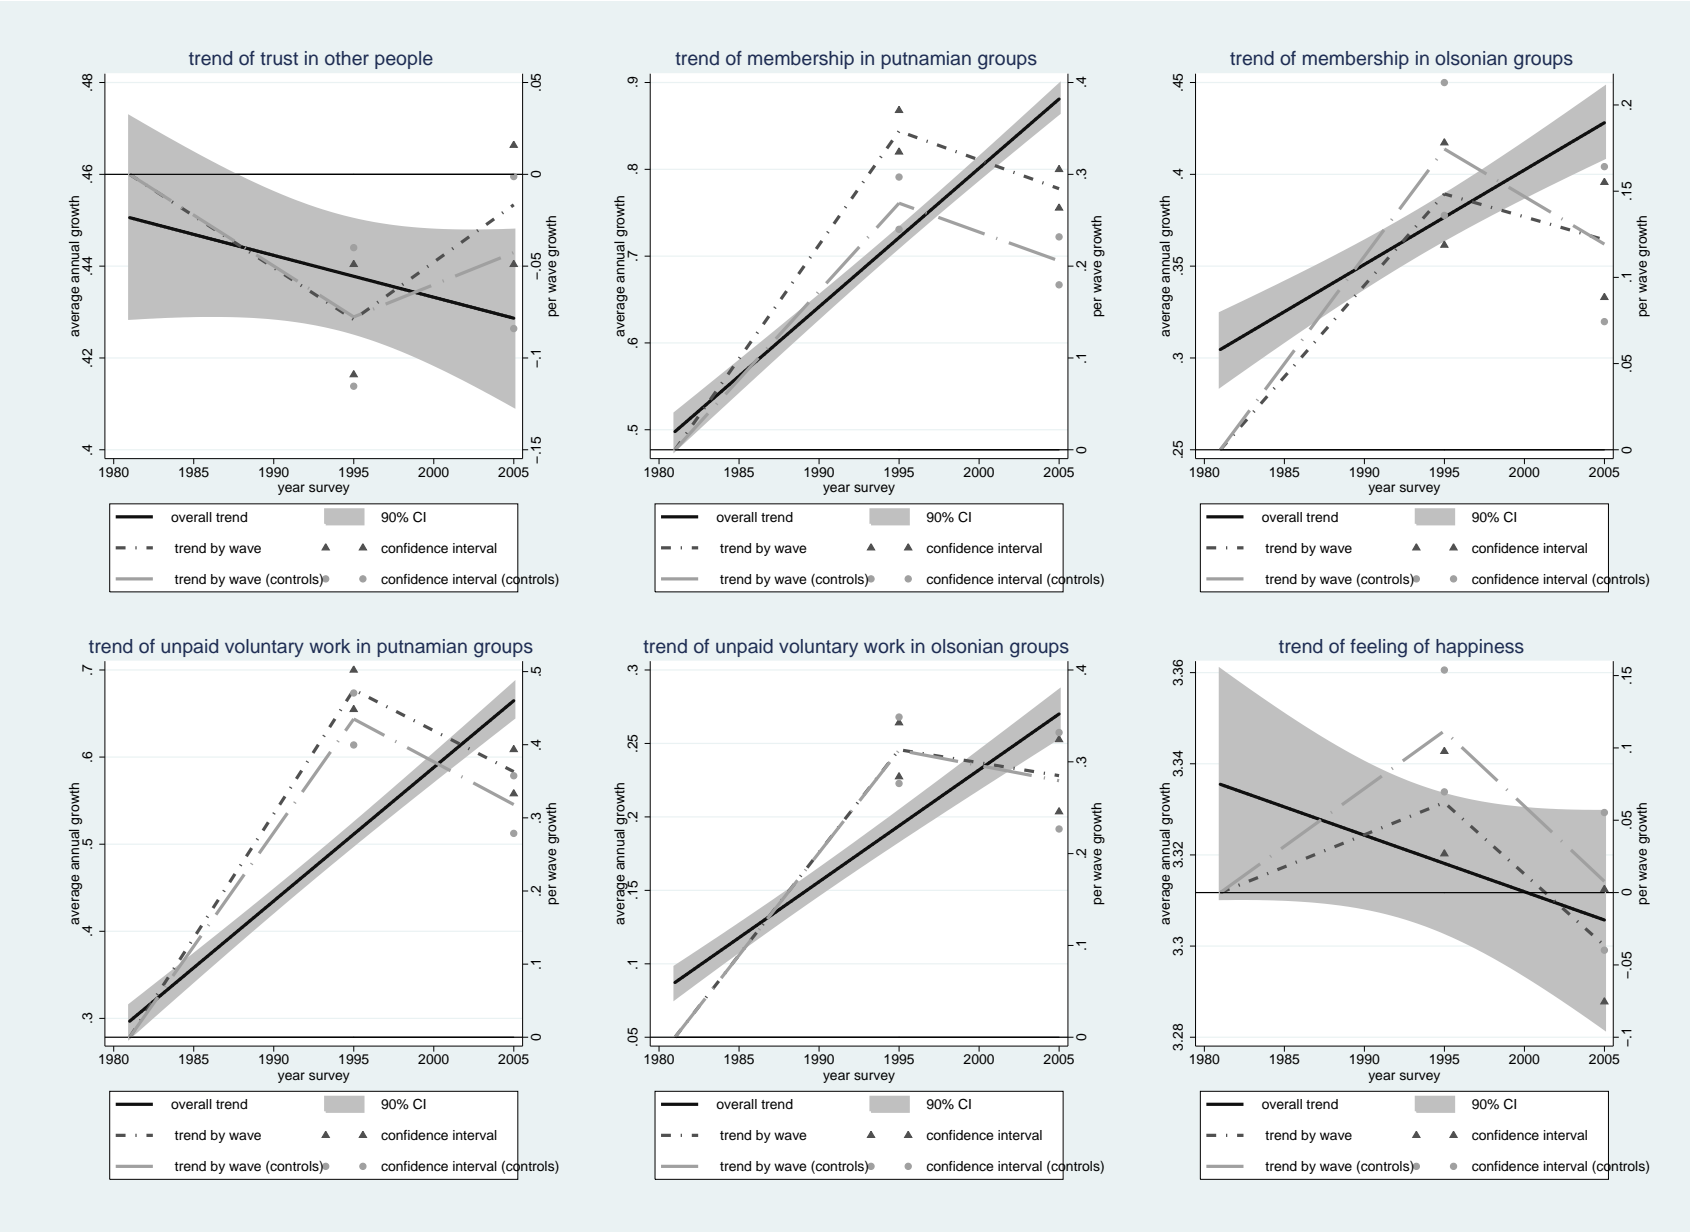 trend of trust in other people
.48
.46
.44
.42
.4
average annual growth
.05
0
−.05
−.1
−.15
per wave growth
1980 1985 1990 1995 2000 2005
year survey
overall trend 90% CI
trend by wave confidence interval
trend by wave (controls) confidence interval (controls)
trend of membership in putnamian groups
.9
.8
.7
.6
.5
average annual growth
.4
.3
.2
.1
0
per wave growth
1980 1985 1990 1995 2000 2005
year survey
overall trend 90% CI
trend by wave confidence interval
trend by wave (controls) confidence interval (controls)
trend of membership in olsonian groups
.45
.4
.35
.3
.25
average annual growth
.2
.15
.1
.05
0
per wave growth
1980 1985 1990 1995 2000 2005
year survey
overall trend 90% CI
trend by wave confidence interval
trend by wave (controls) confidence interval (controls)
trend of unpaid voluntary work in putnamian groups
.7
.6
.5
.4
.3
average annual growth
.5
.4
.3
.2
.1
0
per wave growth
1980 1985 1990 1995 2000 2005
year survey
overall trend 90% CI
trend by wave confidence interval
trend by wave (controls) confidence interval (controls)
trend of unpaid voluntary work in olsonian groups
.3
.25
.2
.15
.1
.05
average annual growth
.4
.3
.2
.1
0
per wave growth
1980 1985 1990 1995 2000 2005
year survey
overall trend 90% CI
trend by wave confidence interval
trend by wave (controls) confidence interval (controls)
trend of feeling of happiness
3.36
3.34
3.32
3.3
3.28
average annual growth
.15
.1
.05
0
−.05
−.1
per wave growth
1980 1985 1990 1995 2000 2005
year survey
overall trend 90% CI
trend by wave confidence interval
trend by wave (controls) confidence interval (controls)